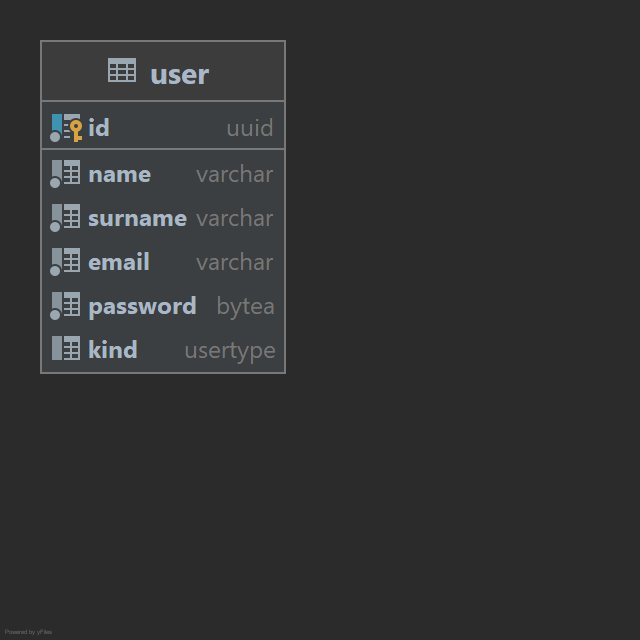 user
id uuid
name varchar
surname varchar
email varchar
password bytea
kind usertype
Powered by yFiles